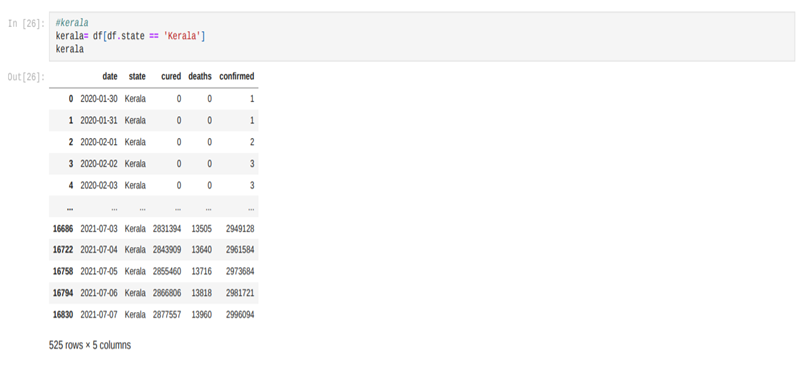 In [26]: #kerala
kerala= df[df.state == 'Kerala']
kerala
Out[26]:
date state cured deaths confirmed
0 2020-01-30 Kerala 0 0 1
1 2020-01-31 Kerala 0 0 1
2 2020-02-01 Kerala 0 0 2
3 2020-02-02 Kerala 0 0 3
4 2020-02-03 Kerala 0 0 3
... ... ... ... ... ...
16686 2021-07-03 Kerala 2831394 13505 2949128
16722 2021-07-04 Kerala 2843909 13640 2961584
16758 2021-07-05 Kerala 2855460 13716 2973684
16794 2021-07-06 Kerala 2866806 13818 2981721
16830 2021-07-07 Kerala 2877557 13960 2996094
525 rows × 5 columns